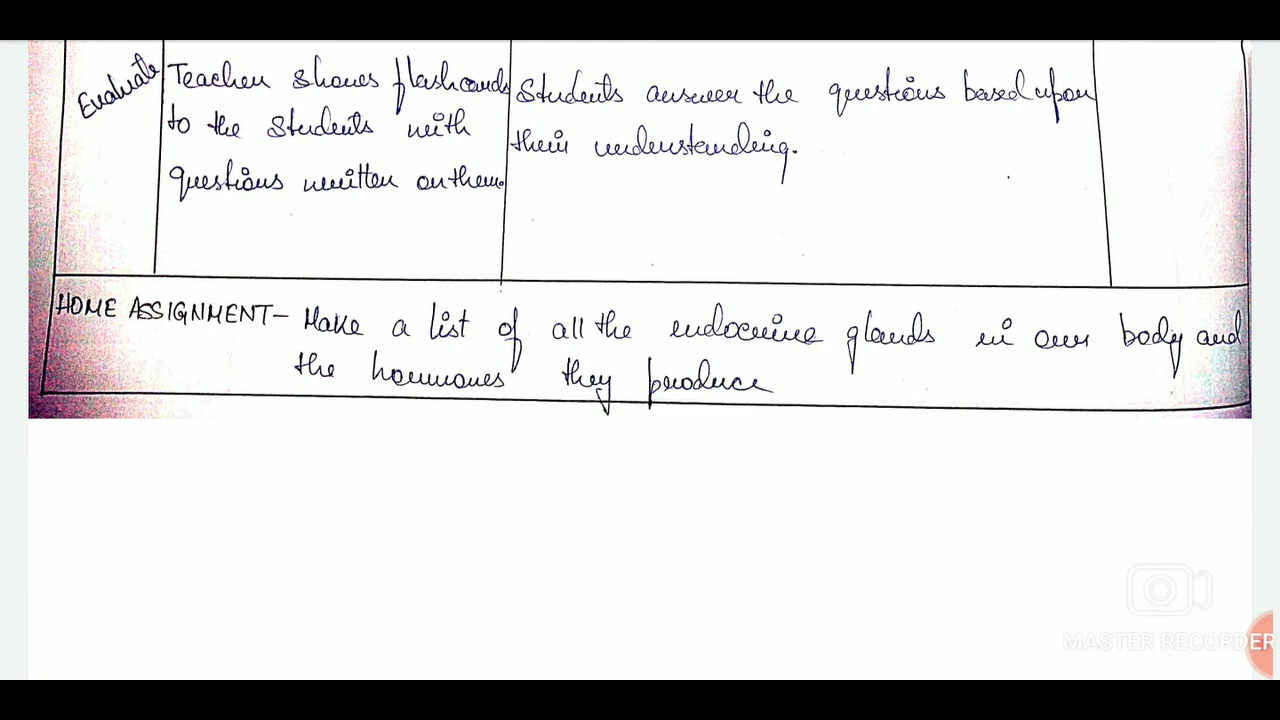 Evaluate
Teacher shows flashcards
to the students with
questions written on them.
Students answer the questions based upon
their understanding.
HOME ASSIGNMENT- Make a list of all the endocrine glands in our body and
the hormones they produce
MASTER RECORDER